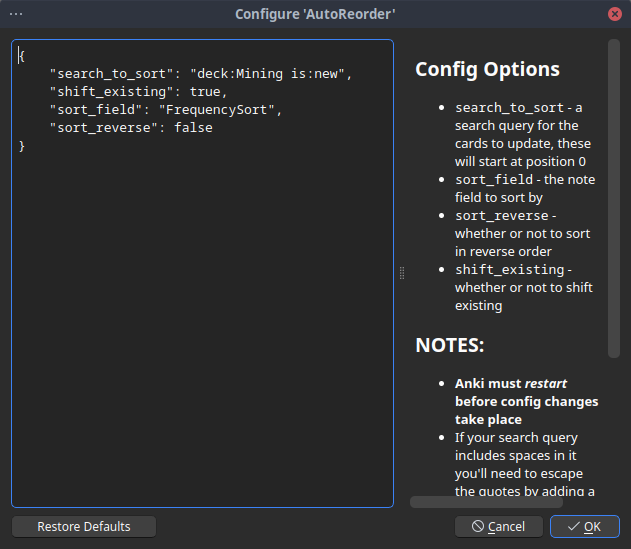 Configure 'AutoReorder'
{
    "search_to_sort": "deck:Mining is:new",
    "shift_existing": true,
    "sort_field": "FrequencySort",
    "sort_reverse": false
}
Config Options
• search_to_sort - a
search query for the
cards to update, these
will start at position 0
• sort_field - the note
field to sort by
• sort_reverse -
whether or not to sort
in reverse order
• shift_existing -
whether or not to shift
existing
NOTES:
• Anki must restart
before config changes
take place
• If your search query
includes spaces in it
you'll need to escape
the quotes by adding a
Restore Defaults
Cancel
OK